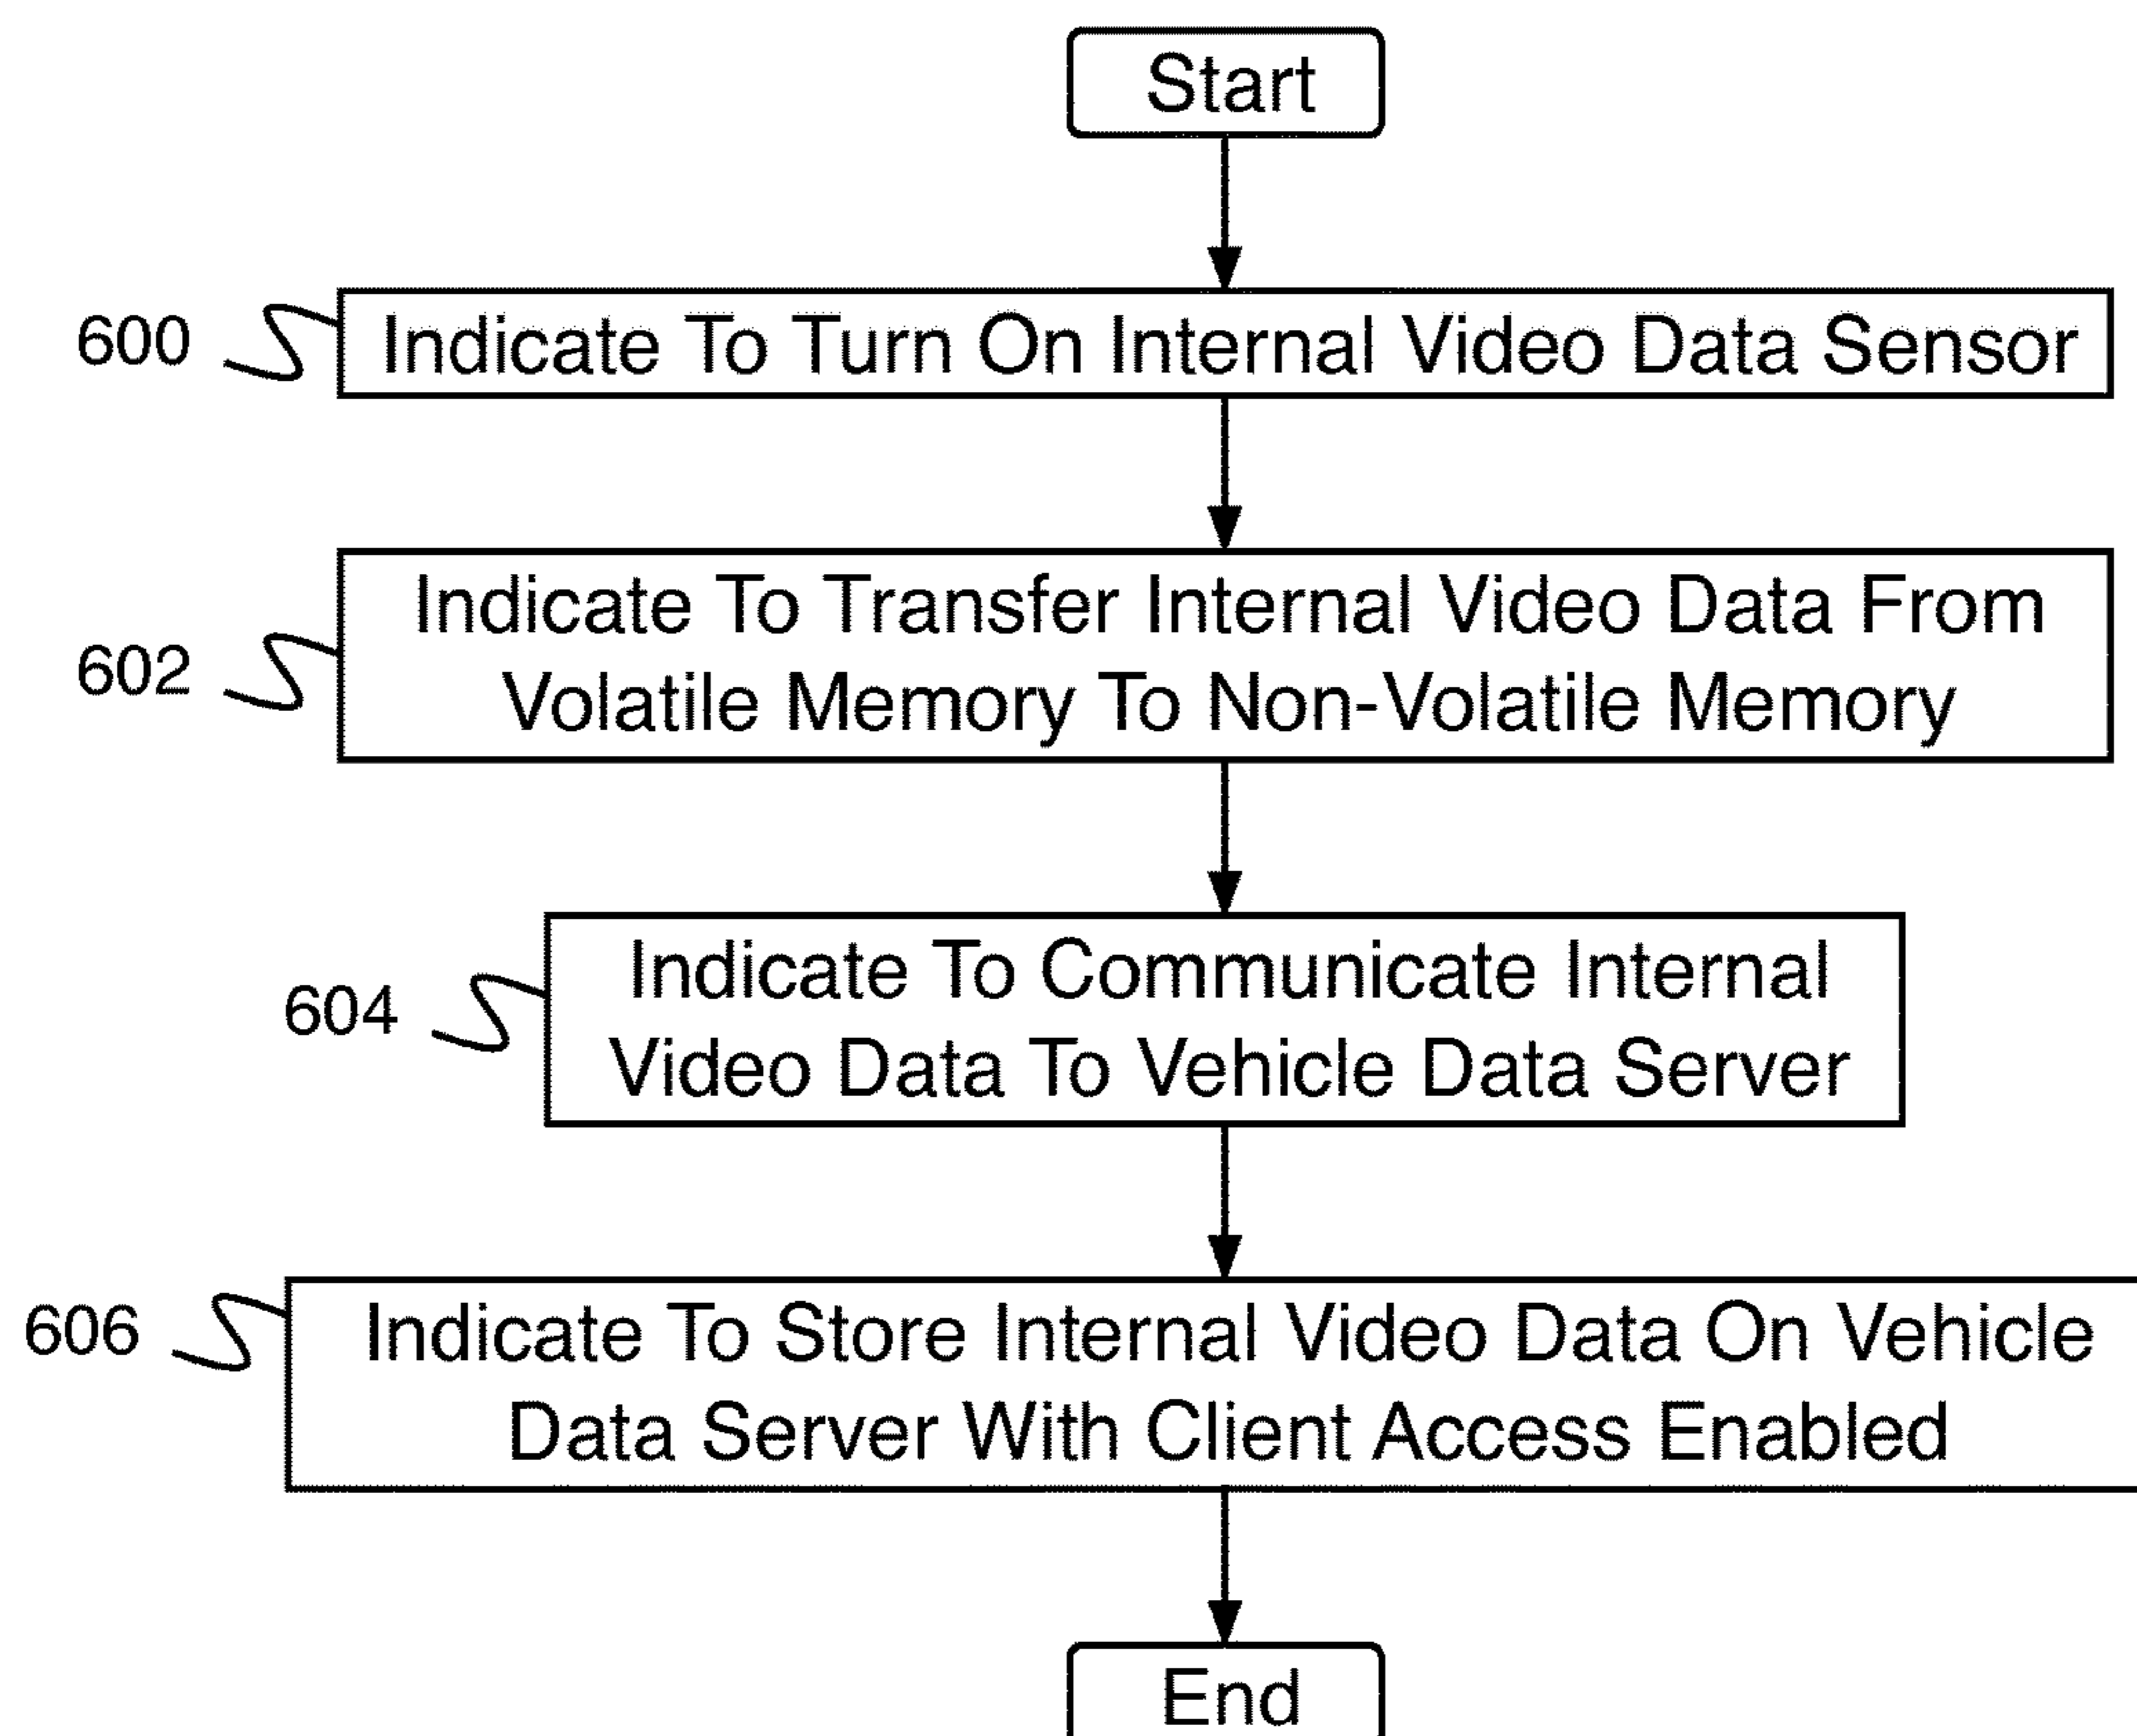 Start
600
Indicate To Turn On Internal Video Data Sensor
602
Indicate To Transfer Internal Video Data From
Volatile Memory To Non-Volatile Memory
604
Indicate To Communicate Internal
Video Data To Vehicle Data Server
606
Indicate To Store Internal Video Data On Vehicle
Data Server With Client Access Enabled
End